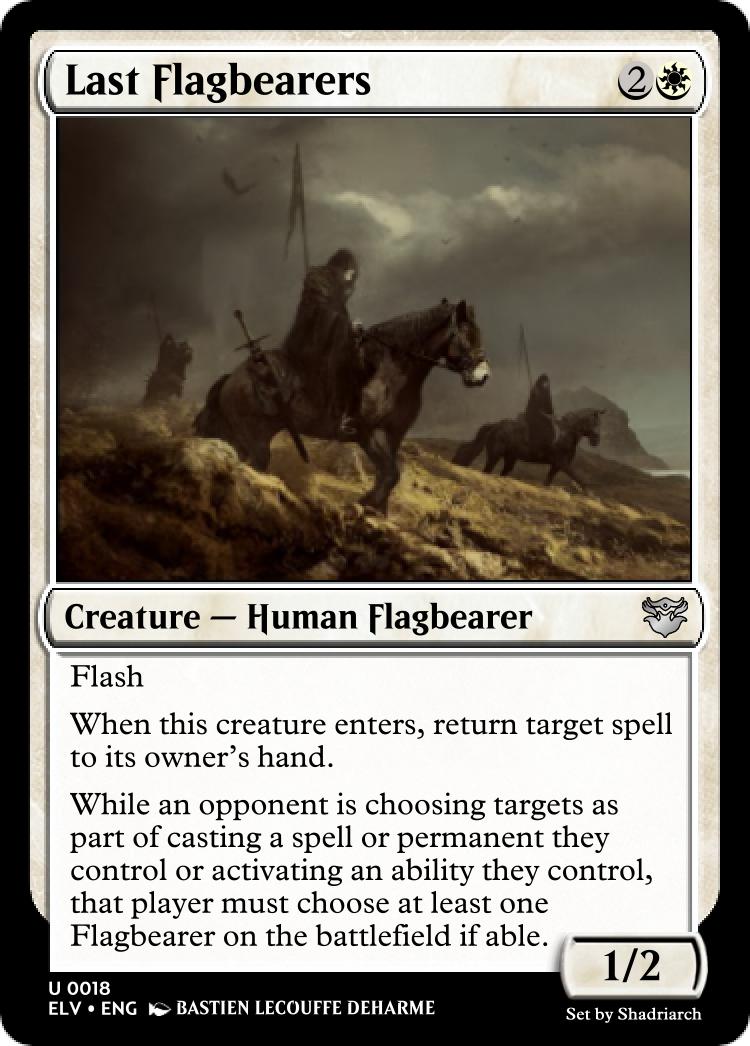 Last Flagbearers 2
Creature — Human Flagbearer
Flash
When this creature enters, return target spell
to its owner's hand.
While an opponent is choosing targets as
part of casting a spell or permanent they
control or activating an ability they control,
that player must choose at least one
Flagbearer on the battlefield if able.
1/2
U 0018
ELV • ENG BASTIEN LECOUFFE DEHARME
Set by Shadriarch